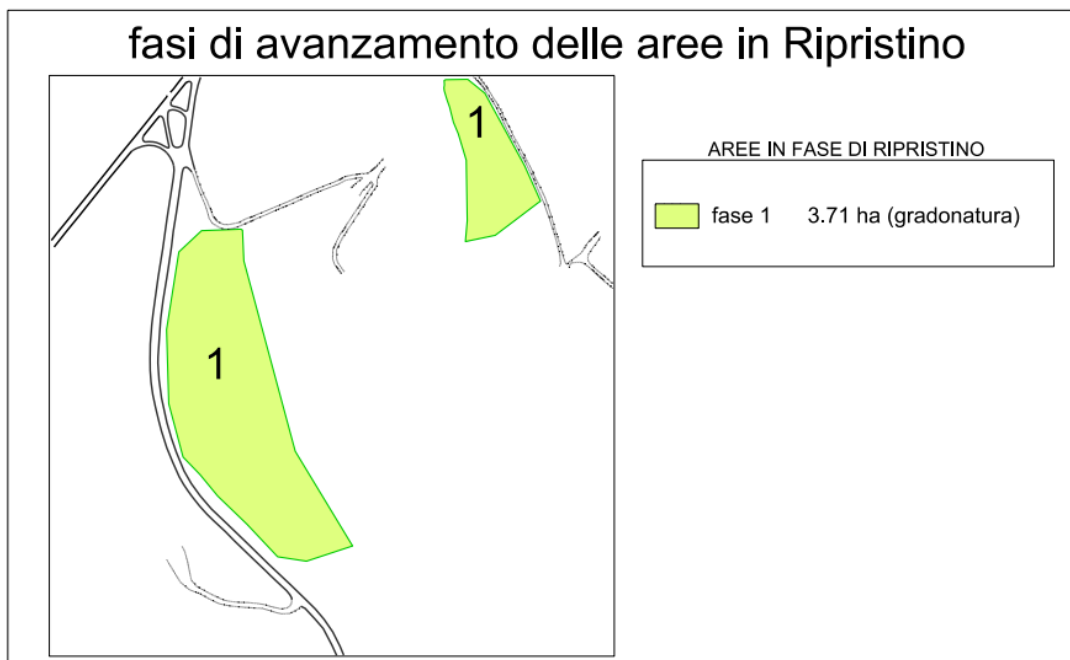 fasi di avanzamento delle aree in Ripristino
1
1
AREE IN FASE DI RIPRISTINO
fase 1 3.71 ha (gradonatura)